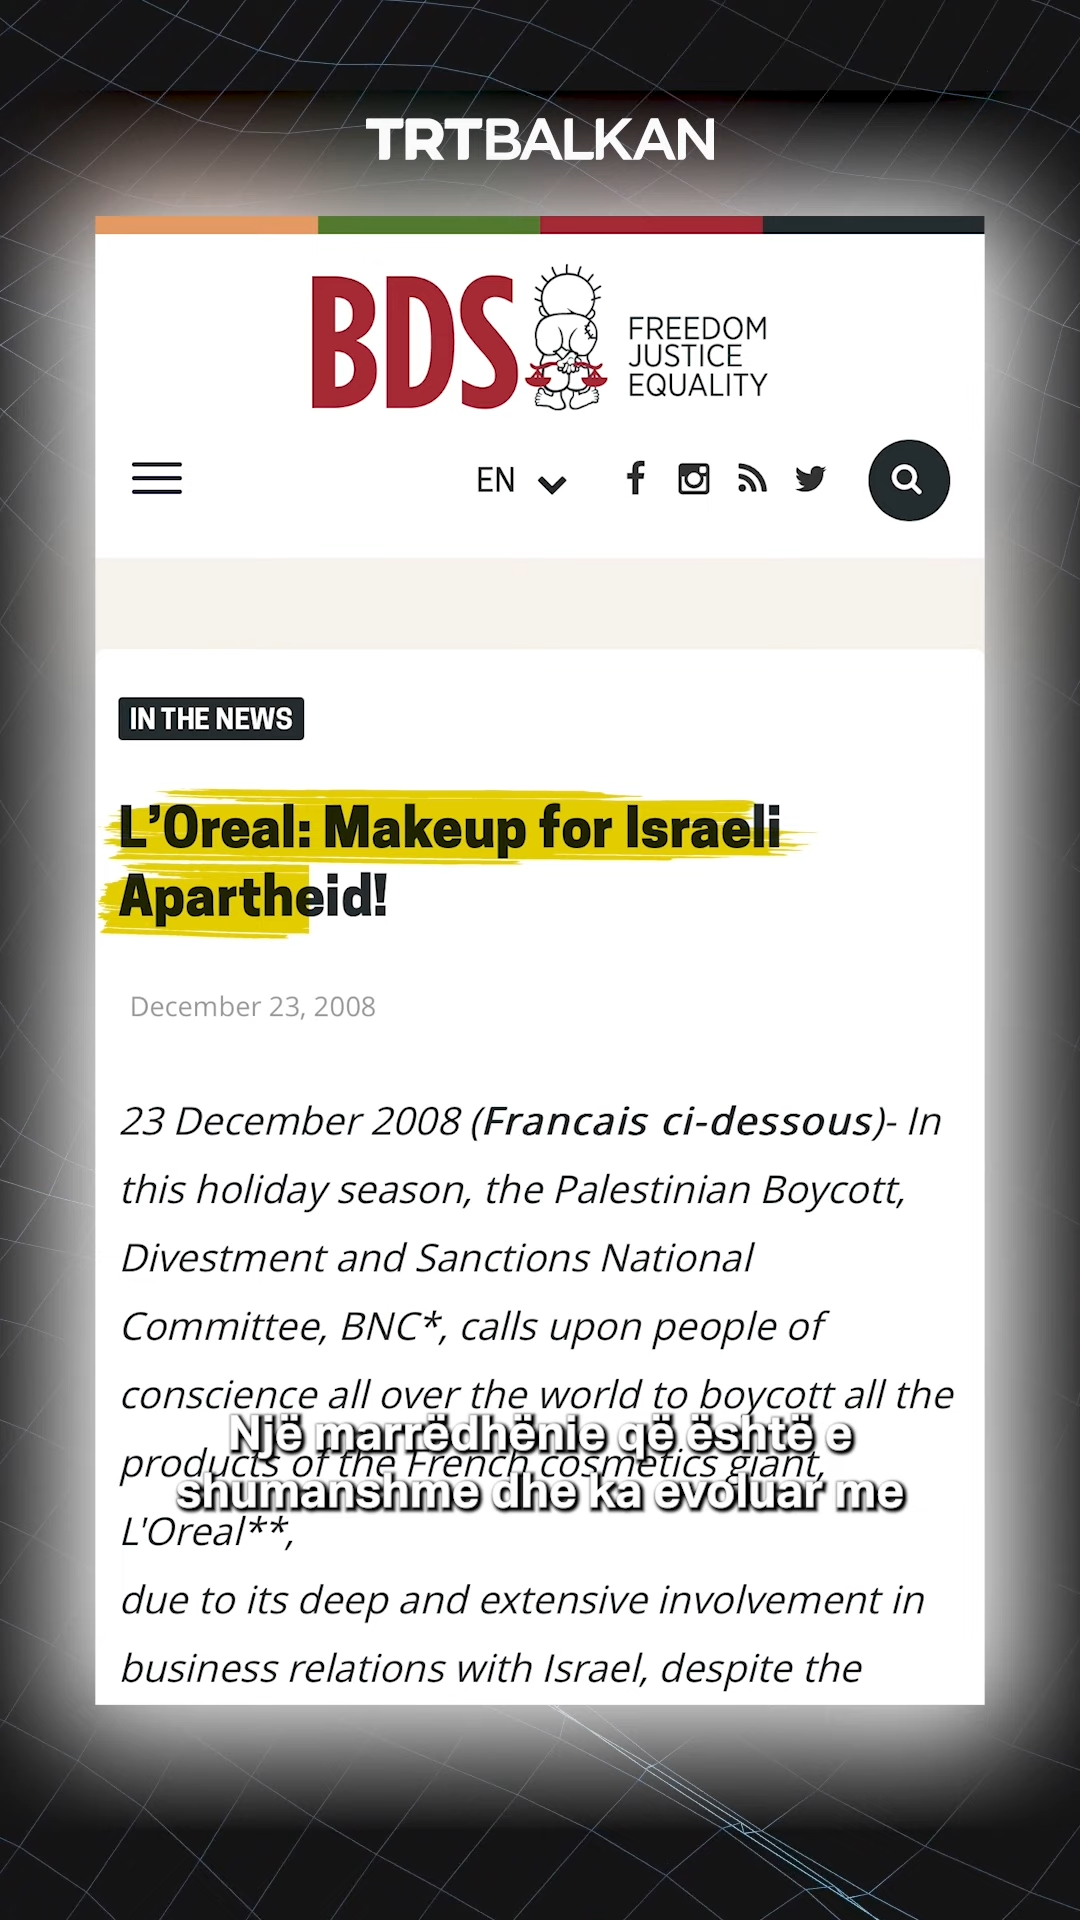 TRTBALKAN
BDS
FREEDOM
JUSTICE
EQUALITY
EN
IN THE NEWS
L’Oreal: Makeup for Israeli
Apartheid!
December 23, 2008
23 December 2008 (Francais ci-dessous)- In
this holiday season, the Palestinian Boycott,
Divestment and Sanctions National
Committee, BNC*, calls upon people of
conscience all over the world to boycott all the
products of the French cosmetics giant,
Një marrëdhënie që është e
shumanshme dhe ka evoluar me
L'Oreal**,
due to its deep and extensive involvement in
business relations with Israel, despite the